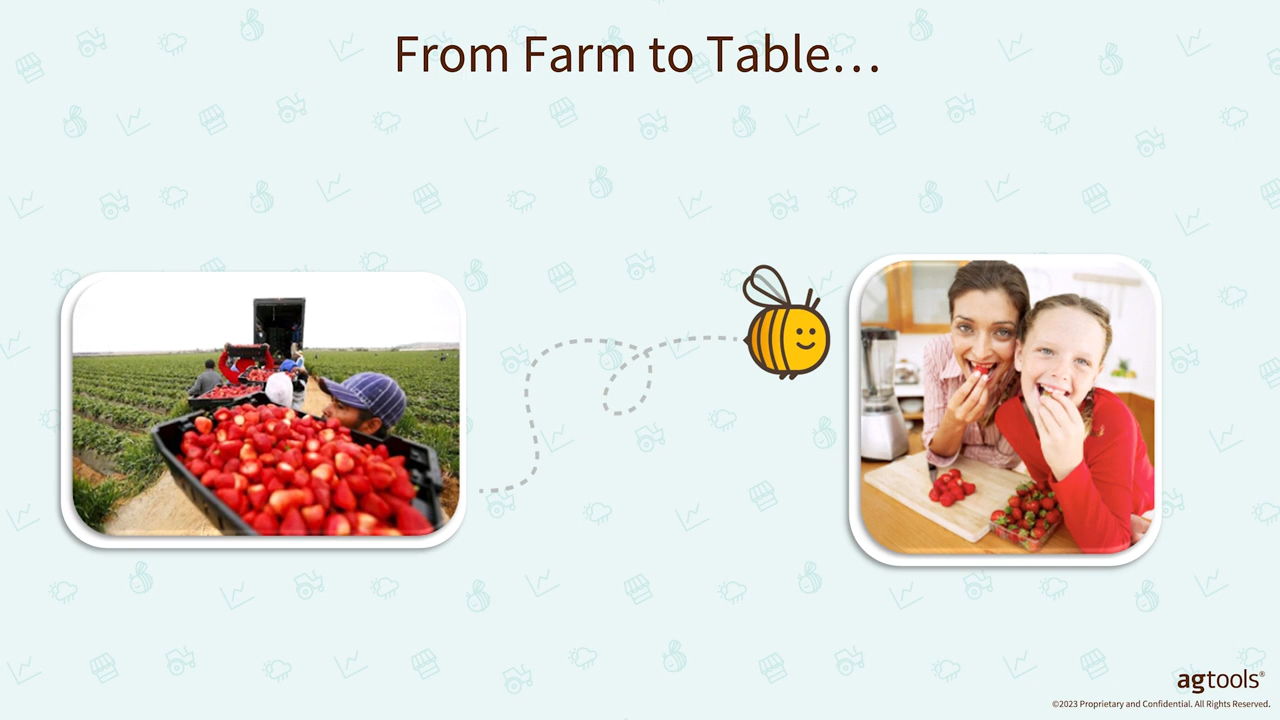 From Farm to Table…
agtools®
©2023 Proprietary and Confidential. All Rights Reserved.